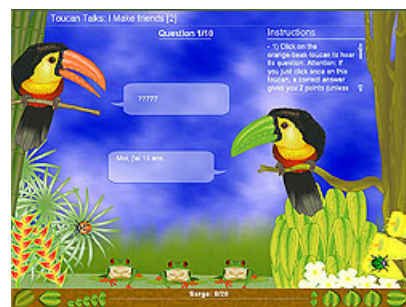 Toucan Talks: I Make friends [2]
Question 1/10
Instructions
- 1) Click on the
orange-beak-toucan to hear
its question. Attention: if
you just click once on this
toucan, a correct answer
gives you 2 points (unless
?????
Moi, j'ai 13 ans.
0/20